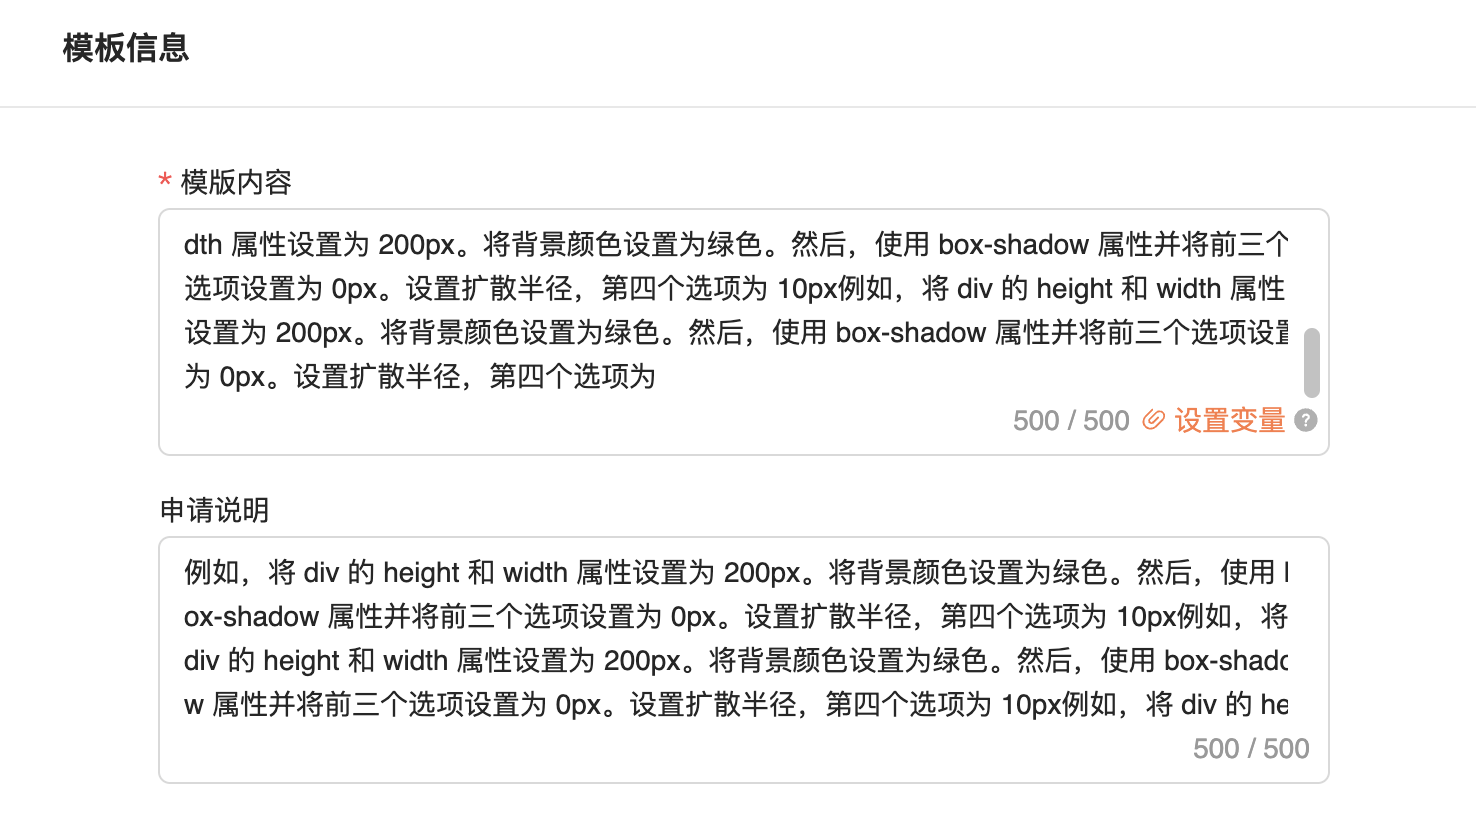 模板信息
* 模版内容
dth 属性设置为 200px。将背景颜色设置为绿色。然后，使用 box-shadow 属性并将前三个
选项设置为 0px。设置扩散半径，第四个选项为 10px例如，将 div 的 height 和 width 属性
设置为 200px。将背景颜色设置为绿色。然后，使用 box-shadow 属性并将前三个选项设置
为 0px。设置扩散半径，第四个选项为
500 / 500 设置变量 ?
申请说明
例如，将 div 的 height 和 width 属性设置为 200px。将背景颜色设置为绿色。然后，使用 b
ox-shadow 属性并将前三个选项设置为 0px。设置扩散半径，第四个选项为 10px例如，将
div 的 height 和 width 属性设置为 200px。将背景颜色设置为绿色。然后，使用 box-shado
w 属性并将前三个选项设置为 0px。设置扩散半径，第四个选项为 10px例如，将 div 的 he
500 / 500